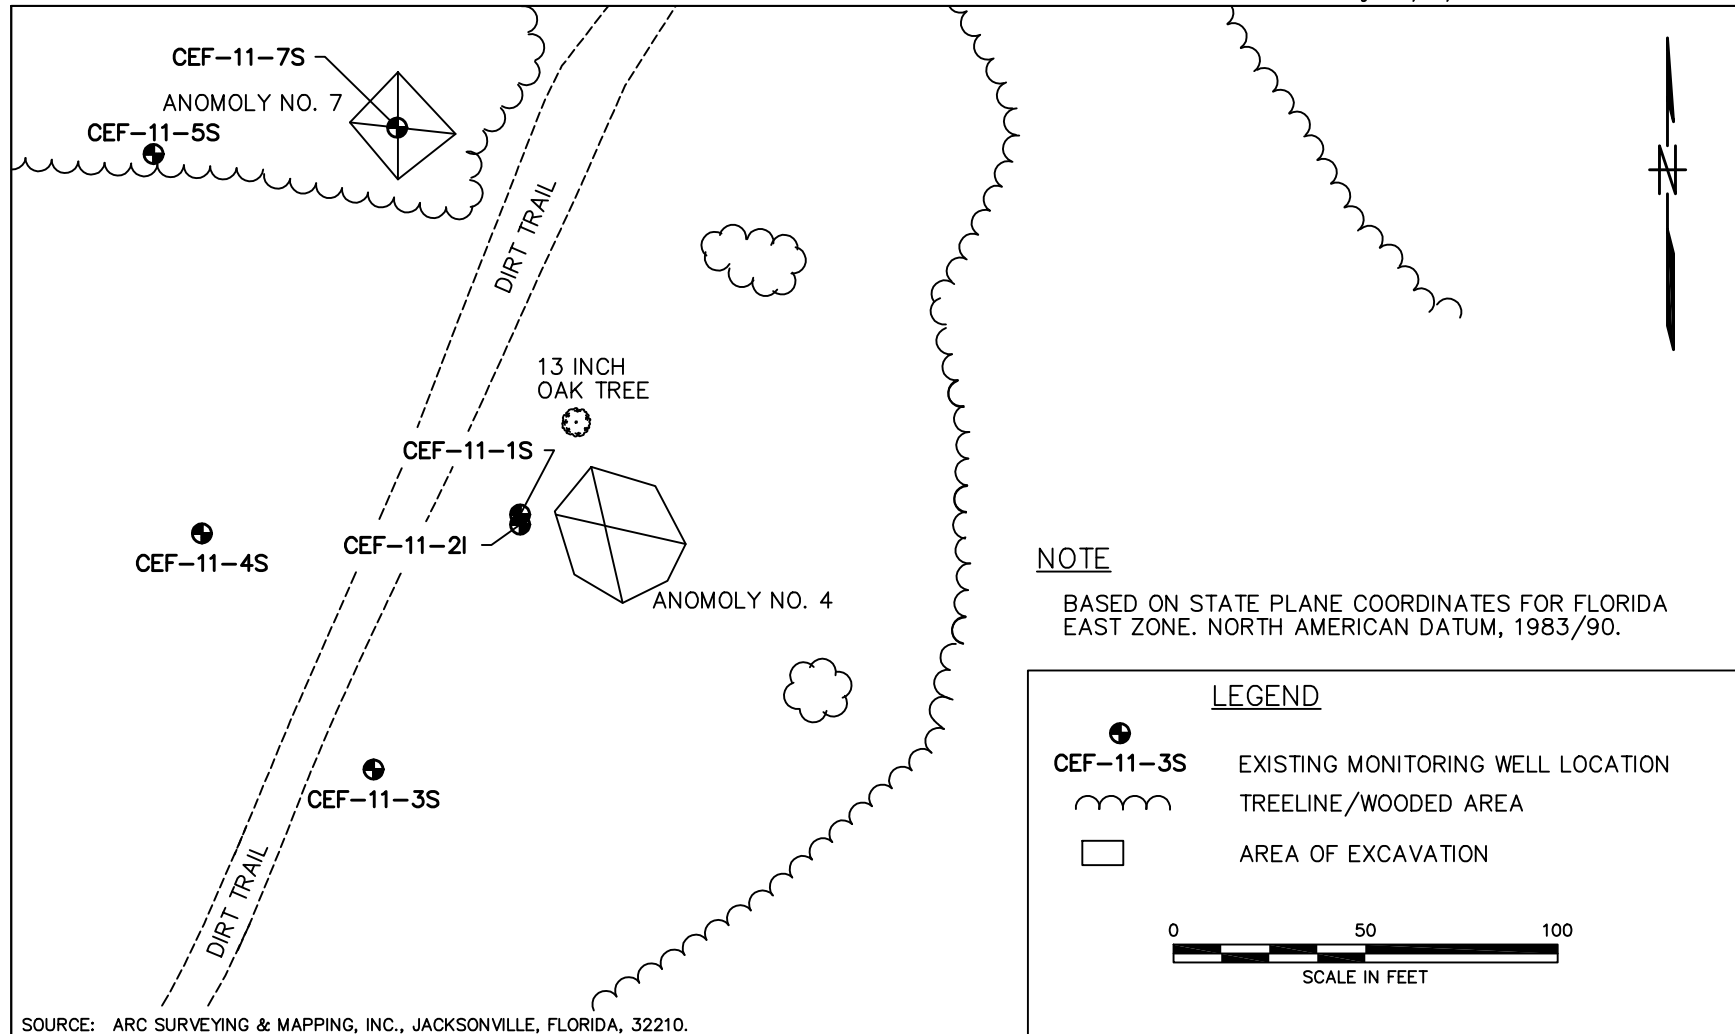 CEF-11-7S
ANOMOLY NO. 7
CEF-11-5S
DIRT TRAIL
N
13 INCH
OAK TREE
CEF-11-1S
CEF-11-2I
CEF-11-4S
ANOMOLY NO. 4
NOTE
BASED ON STATE PLANE COORDINATES FOR FLORIDA
EAST ZONE. NORTH AMERICAN DATUM, 1983/90.
CEF-11-3S
DIRT TRAIL
LEGEND
CEF-11-3S EXISTING MONITORING WELL LOCATION
TREELINE/WOODED AREA
AREA OF EXCAVATION
0 50 100
SCALE IN FEET
SOURCE: ARC SURVEYING & MAPPING, INC., JACKSONVILLE, FLORIDA, 32210.